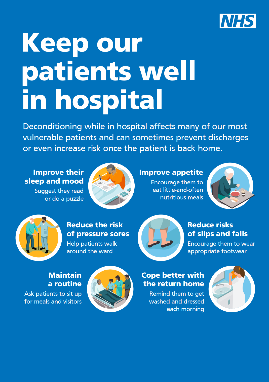 NHS
Keep our
patients well
in hospital
Deconditioning while in hospital affects many of our most
vulnerable patients and can sometimes prevent discharges
or even increase risk once the patient is back home.
Improve their
sleep and mood
Suggest they read
or do a puzzle
Improve appetite
Encourage them to
eat little-and-often
nutritious meals
Reduce the risk
of pressure sores
Help patients walk
around the ward
Reduce risks
of slips and falls
Encourage them to wear
appropriate footwear
Maintain
a routine
Ask patients to sit up
for meals and visitors
Cope better with
the return home
Remind them to get
washed and dressed
each morning